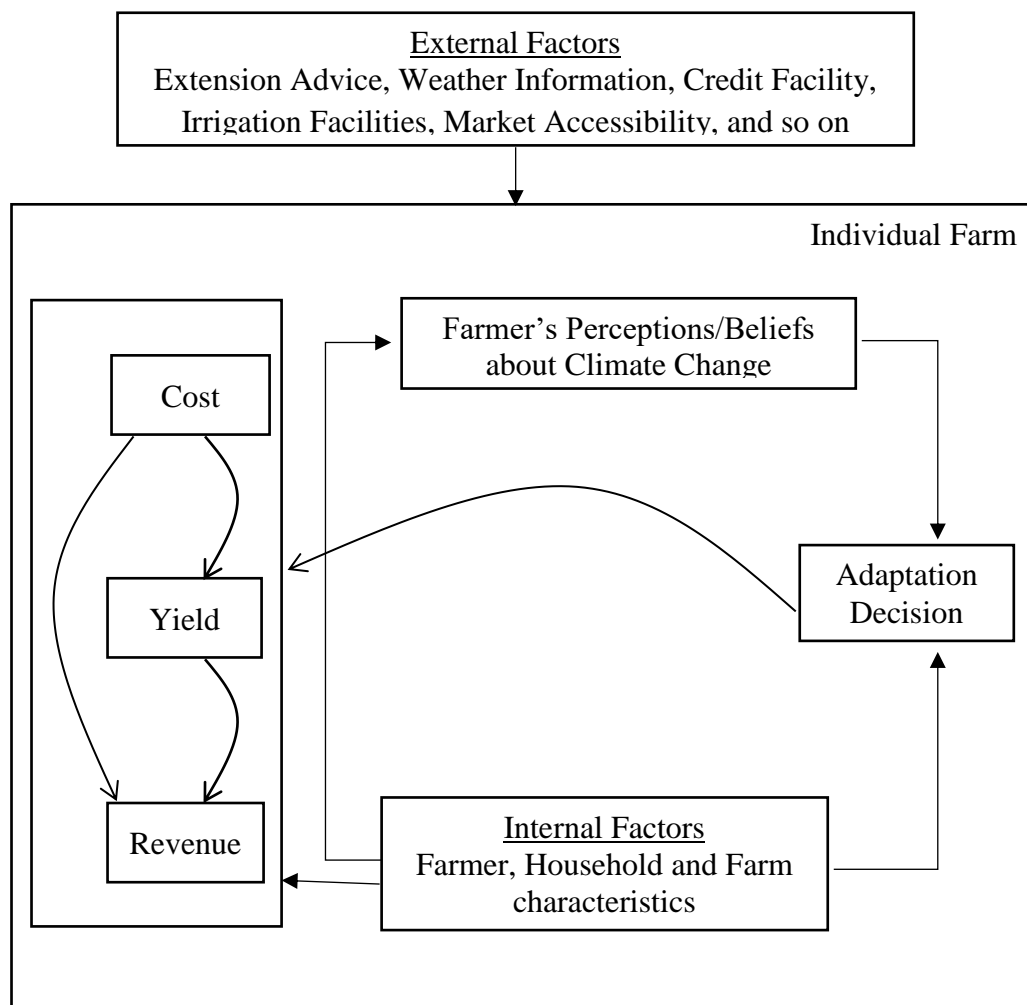 External Factors
Extension Advice, Weather Information, Credit Facility,
Irrigation Facilities, Market Accessibility, and so on
Individual Farm
Farmer’s Perceptions/Beliefs
about Climate Change
Cost
Adaptation
Decision
Yield
Revenue
Internal Factors
Farmer, Household and Farm
characteristics